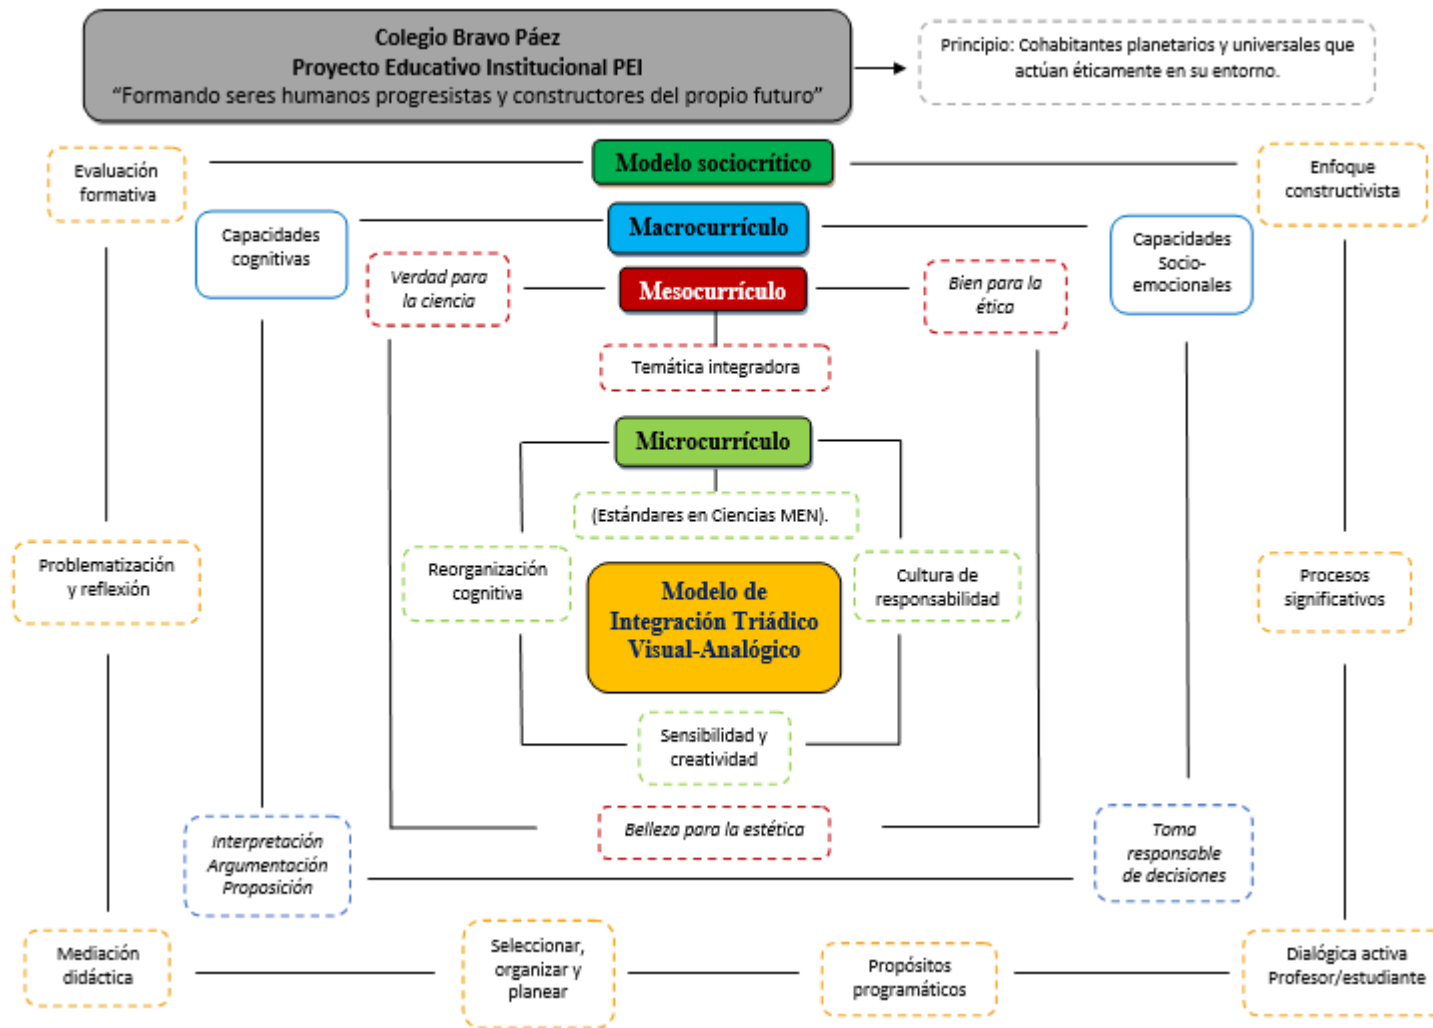 Colegio Bravo Páez
Proyecto Educativo Institucional PEI
“Formando seres humanos progresistas y constructores del propio futuro”
Principio: Cohabitantes planetarios y universales que
actúan éticamente en su entorno.
Evaluación
formativa
Modelo sociocrítico
Enfoque
constructivista
Capacidades
cognitivas
Macrocurrículo
Capacidades
Socio-
emocionales
Verdad para
la ciencia
Mesocurrículo
Bien para la
ética
Temática integradora
Microcurrículo
(Estándares en Ciencias MEN).
Problematización
y reflexión
Reorganización
cognitiva
Modelo de
Integración Triádico
Visual-Analógico
Cultura de
responsabilidad
Procesos
significativos
Sensibilidad y
creatividad
Belleza para la estética
Interpretación
Argumentación
Proposición
Toma
responsable
de decisiones
Mediación
didáctica
Seleccionar,
organizar y
planear
Propósitos
programáticos
Dialógica activa
Profesor/estudiante